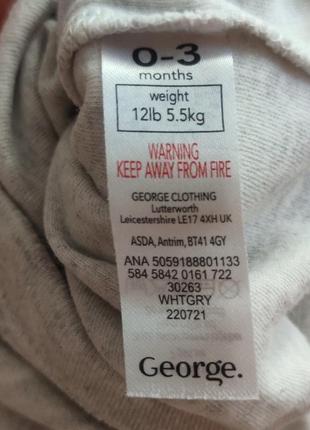 0-3
months
weight
12lb 5.5kg
WARNING
KEEP AWAY FROM FIRE
GEORGE CLOTHING
Lutterworth
Leicestershire LE17 4XH UK
ASDA, Antrim, BT41 4GY
ANA 5059188801133
584 5842 0161 722
30263
WHTGRY
220721
George.